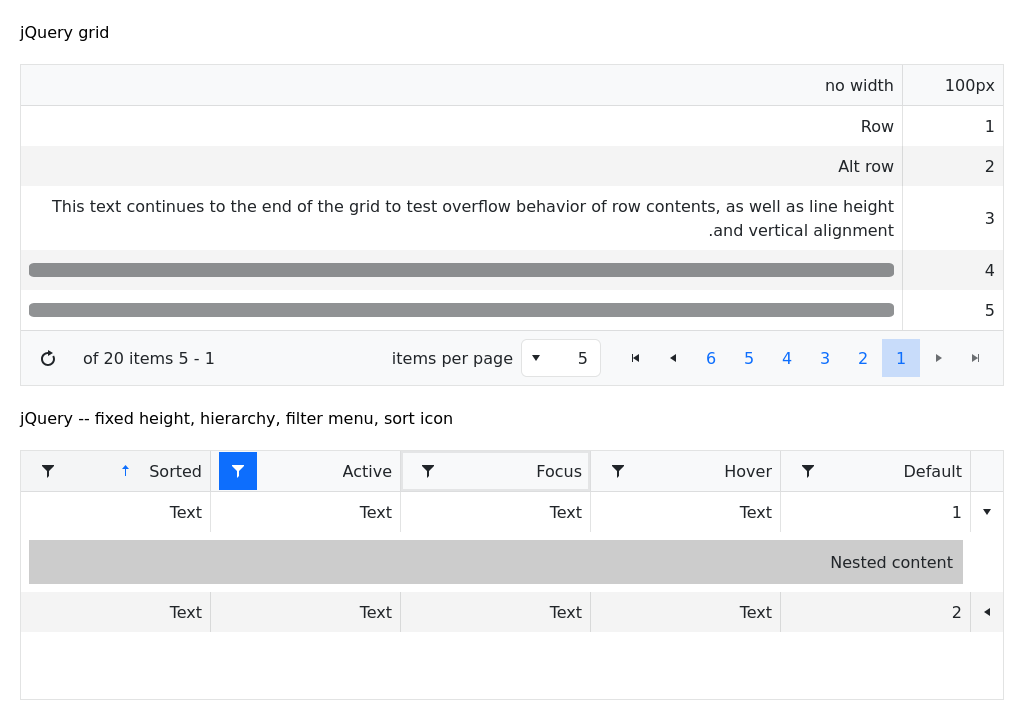 jQuery grid
no width 100px
Row 1
Alt row 2
This text continues to the end of the grid to test overflow behavior of row contents, as well as line height
.and vertical alignment
3
4
5
of 20 items 5 - 1 items per page 5 6 5 4 3 2 1
jQuery -- fixed height, hierarchy, filter menu, sort icon
Sorted Active Focus Hover Default
Text Text Text Text 1
Nested content
Text Text Text Text 2